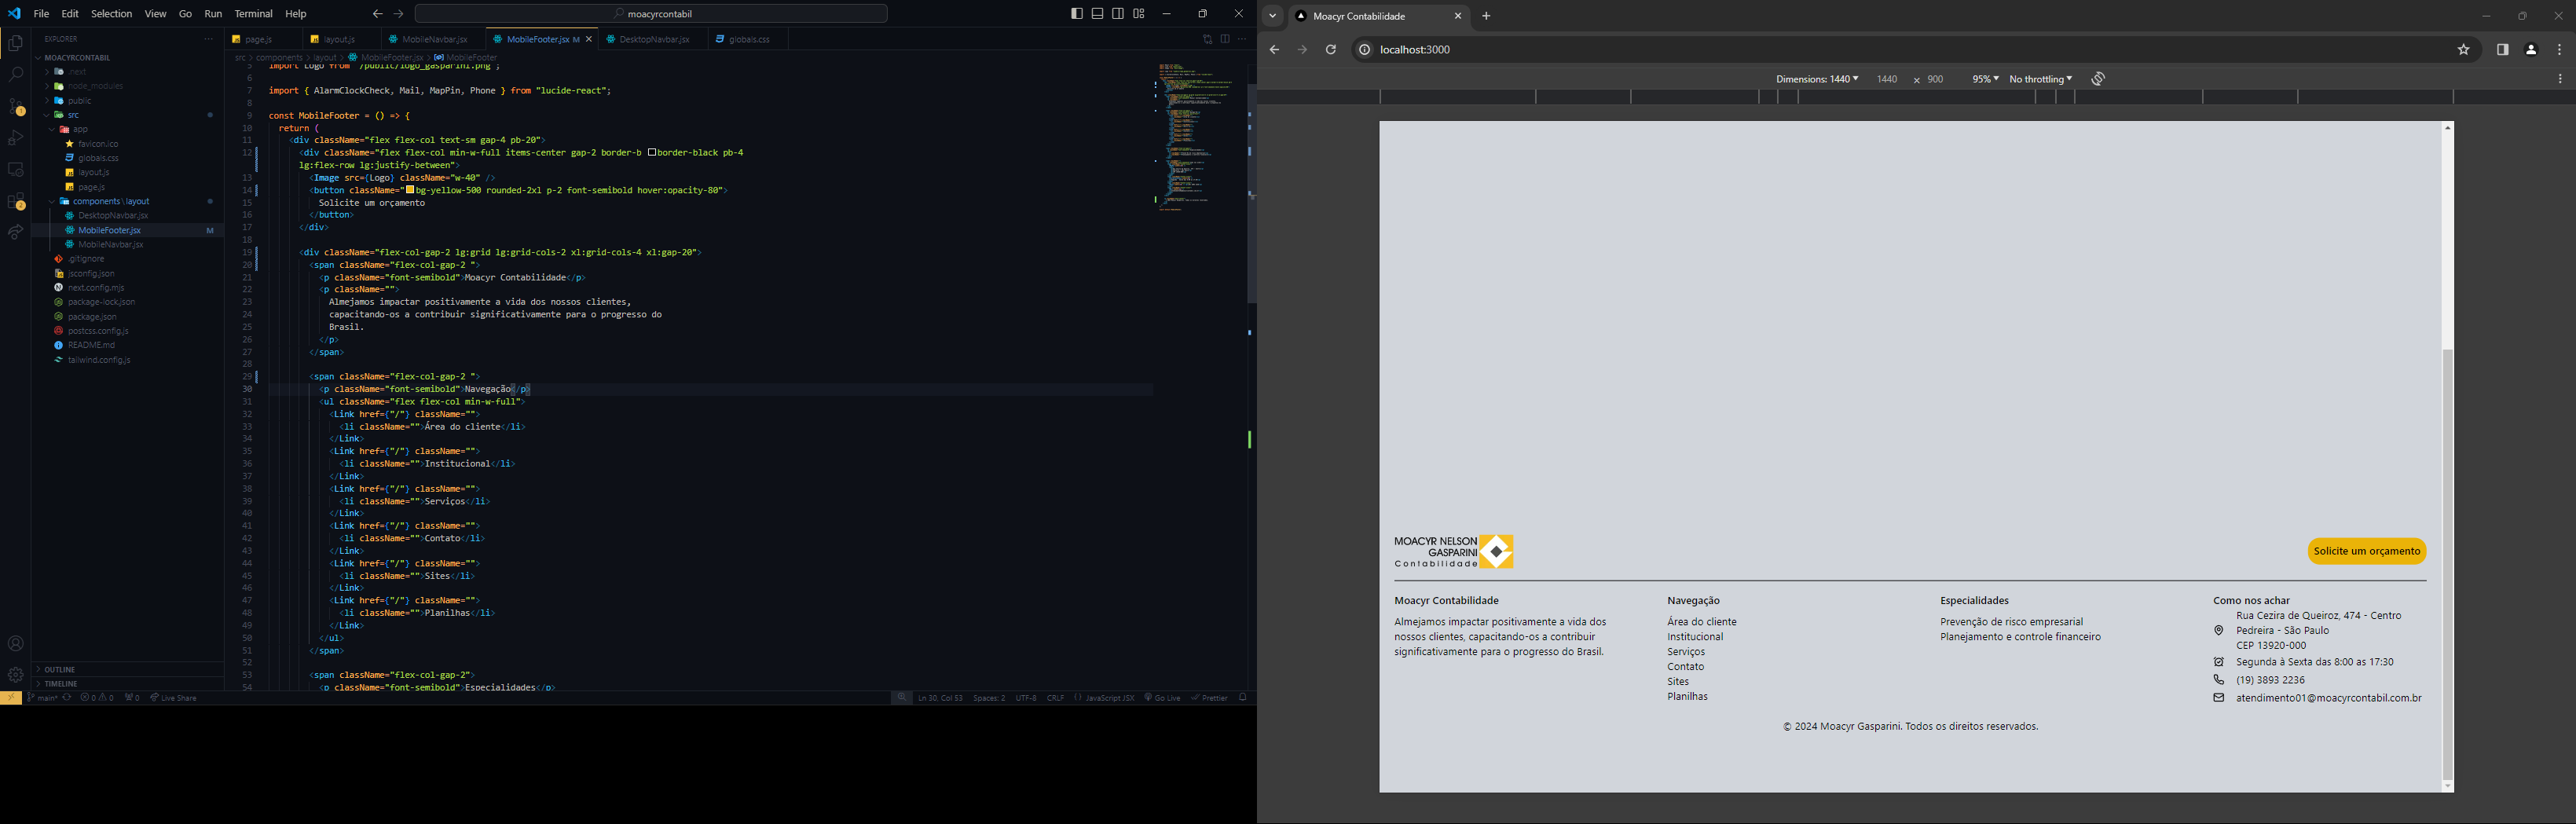 File Edit Selection View Go Run Terminal Help
moacyrcontabil
EXPLORER
MOACYRCONTABIL
.next
node_modules
public
src
app
favicon.ico
globals.css
layout.js
page.js
components\layout
DesktopNavbar.jsx
MobileFooter.jsx M
MobileNavbar.jsx
.gitignore
jsconfig.json
next.config.mjs
package-lock.json
package.json
postcss.config.js
README.md
tailwind.config.js
OUTLINE
TIMELINE
page.js layout.js MobileNavbar.jsx MobileFooter.jsx M DesktopNavbar.jsx globals.css
src > components > layout > MobileFooter.jsx > MobileFooter
5 import Logo from "/public/logo_gasparini.png";
6
7 import { AlarmClockCheck, Mail, MapPin, Phone } from "lucide-react";
8
9 const MobileFooter = () => {
10 return (
11 <div className="flex flex-col text-sm gap-4 pb-20">
12 <div className="flex flex-col min-w-full items-center gap-2 border-b border-black pb-4
lg:flex-row lg:justify-between">
13 <Image src={Logo} className="w-40" />
14 <button className="bg-yellow-500 rounded-2xl p-2 font-semibold hover:opacity-80">
15 Solicite um orçamento
16 </button>
17 </div>
18
19 <div className="flex-col-gap-2 lg:grid lg:grid-cols-2 xl:grid-cols-4 xl:gap-20">
20 <span className="flex-col-gap-2 ">
21 <p className="font-semibold">Moacyr Contabilidade</p>
22 <p className="">
23 Almejamos impactar positivamente a vida dos nossos clientes,
24 capacitando-os a contribuir significativamente para o progresso do
25 Brasil.
26 </p>
27 </span>
28
29 <span className="flex-col-gap-2 ">
30 <p className="font-semibold">Navegação</p>
31 <ul className="flex flex-col min-w-full">
32 <Link href={"/"} className="">
33 <li className="">Área do cliente</li>
34 </Link>
35 <Link href={"/"} className="">
36 <li className="">Institucional</li>
37 </Link>
38 <Link href={"/"} className="">
39 <li className="">Serviços</li>
40 </Link>
41 <Link href={"/"} className="">
42 <li className="">Contato</li>
43 </Link>
44 <Link href={"/"} className="">
45 <li className="">Sites</li>
46 </Link>
47 <Link href={"/"} className="">
48 <li className="">Planilhas</li>
49 </Link>
50 </ul>
51 </span>
52
53 <span className="flex-col-gap-2">
54 <p className="font-semibold">Especialidades</p>
main* 0 0 0 Live Share
Ln 30, Col 53 Spaces: 2 UTF-8 CRLF JavaScript JSX Go Live Prettier
Moacyr Contabilidade
localhost:3000
Dimensions: 1440 1440 × 900 95% No throttling
MOACYR NELSON
GASPARINI
Contabilidade
Solicite um orçamento
Moacyr Contabilidade
Almejamos impactar positivamente a vida dos
nossos clientes, capacitando-os a contribuir
significativamente para o progresso do Brasil.
Navegação
Área do cliente
Institucional
Serviços
Contato
Sites
Planilhas
Especialidades
Prevenção de risco empresarial
Planejamento e controle financeiro
Como nos achar
Rua Cezira de Queiroz, 474 - Centro
Pedreira - São Paulo
CEP 13920-000
Segunda à Sexta das 8:00 as 17:30
(19) 3893 2236
atendimento01@moacyrcontabil.com.br
© 2024 Moacyr Gasparini. Todos os direitos reservados.